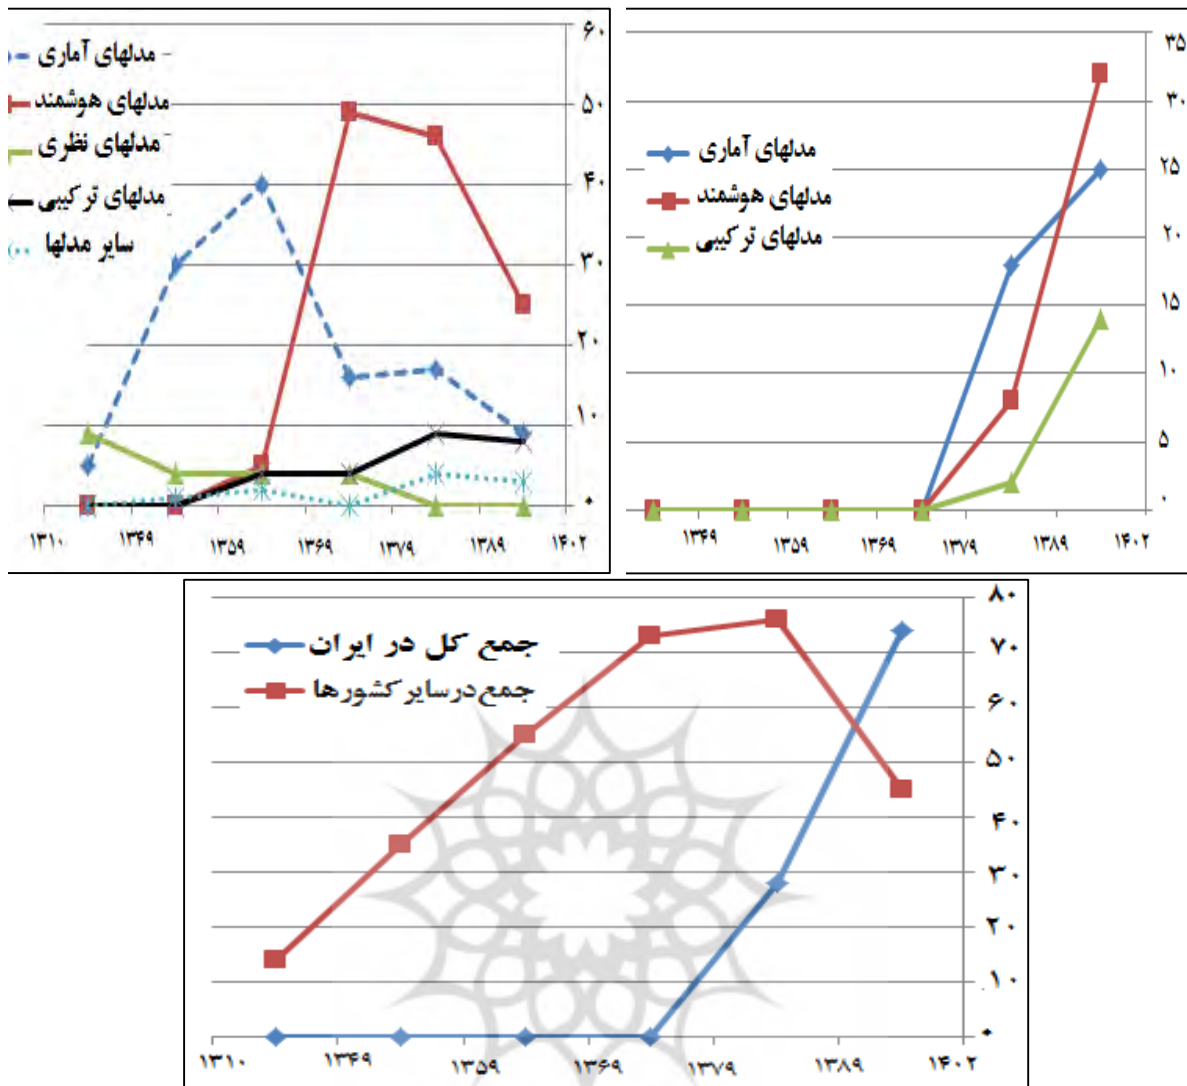 مدلهای آماری
مدلهای هوشمند
مدلهای نظری
مدلهای ترکیبی
سایر مدلها
۶۰
۵۰
۴۰
۳۰
۲۰
۱۰
۰
۱۳۱۰ ۱۳۴۹ ۱۳۵۹ ۱۳۶۹ ۱۳۷۹ ۱۳۸۹ ۱۴۰۲
مدلهای آماری
مدلهای هوشمند
مدلهای ترکیبی
۳۵
۳۰
۲۵
۲۰
۱۵
۱۰
۵
۰
۱۳۴۹ ۱۳۵۹ ۱۳۶۹ ۱۳۷۹ ۱۳۸۹ ۱۴۰۲
جمع کل در ایران
جمع در سایر کشورها
۸۰
۷۰
۶۰
۵۰
۴۰
۳۰
۲۰
۱۰
۰
۱۳۱۰ ۱۳۴۹ ۱۳۵۹ ۱۳۶۹ ۱۳۷۹ ۱۳۸۹ ۱۴۰۲